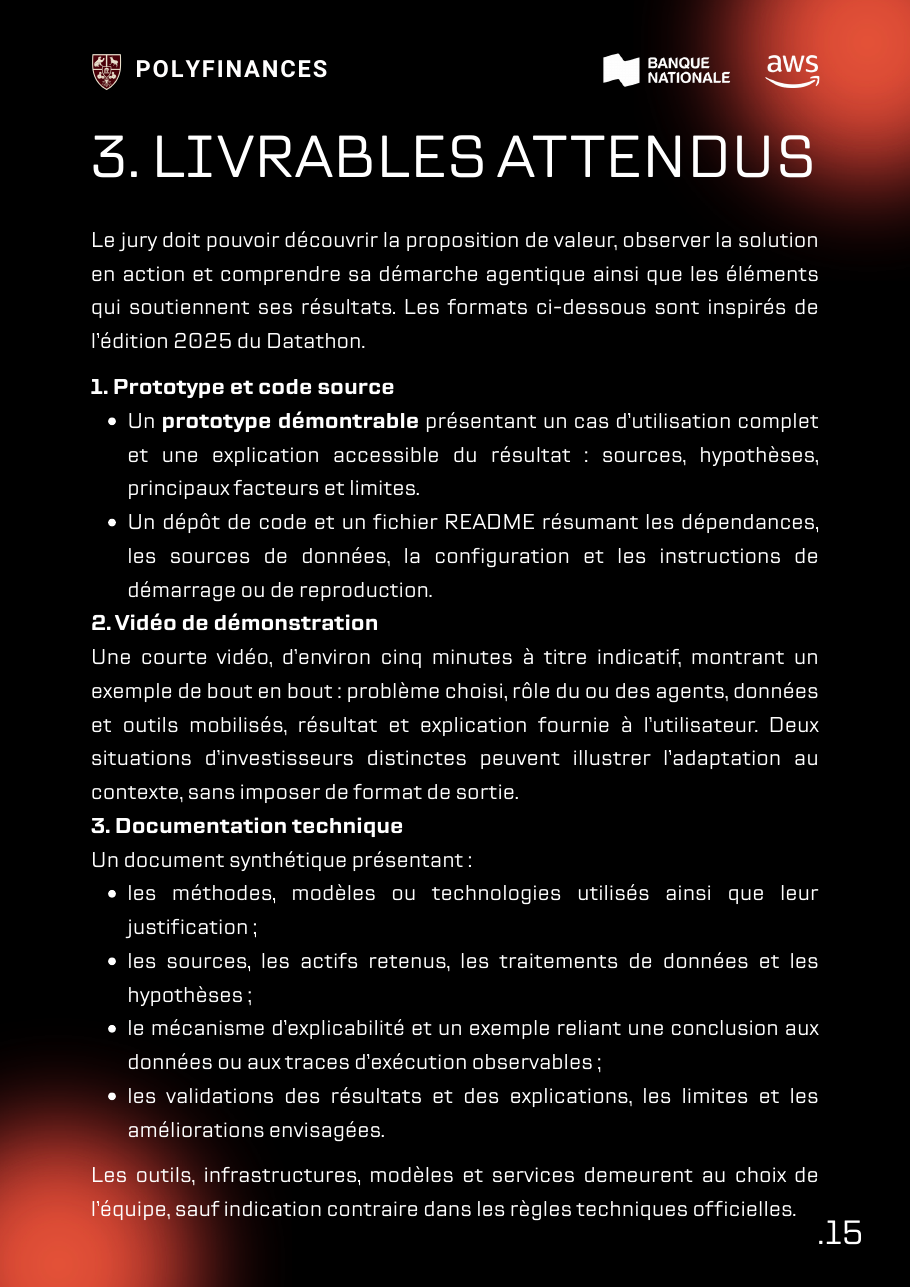 POLYFINANCES
BANQUE
NATIONALE
aws
3. LIVRABLES ATTENDUS
Le jury doit pouvoir découvrir la proposition de valeur, observer la solution
en action et comprendre sa démarche agentique ainsi que les éléments
qui soutiennent ses résultats. Les formats ci-dessous sont inspirés de
l'édition 2025 du Datathon.
1. Prototype et code source
• Un prototype démontrable présentant un cas d'utilisation complet
et une explication accessible du résultat : sources, hypothèses,
principaux facteurs et limites.
• Un dépôt de code et un fichier README résumant les dépendances,
les sources de données, la configuration et les instructions de
démarrage ou de reproduction.
2. Vidéo de démonstration
Une courte vidéo, d'environ cinq minutes à titre indicatif, montrant un
exemple de bout en bout : problème choisi, rôle du ou des agents, données
et outils mobilisés, résultat et explication fournie à l'utilisateur. Deux
situations d'investisseurs distinctes peuvent illustrer l'adaptation au
contexte, sans imposer de format de sortie.
3. Documentation technique
Un document synthétique présentant :
• les méthodes, modèles ou technologies utilisés ainsi que leur
justification ;
• les sources, les actifs retenus, les traitements de données et les
hypothèses ;
• le mécanisme d'explicabilité et un exemple reliant une conclusion aux
données ou aux traces d'exécution observables ;
• les validations des résultats et des explications, les limites et les
améliorations envisagées.
Les outils, infrastructures, modèles et services demeurent au choix de
l'équipe, sauf indication contraire dans les règles techniques officielles.
.15